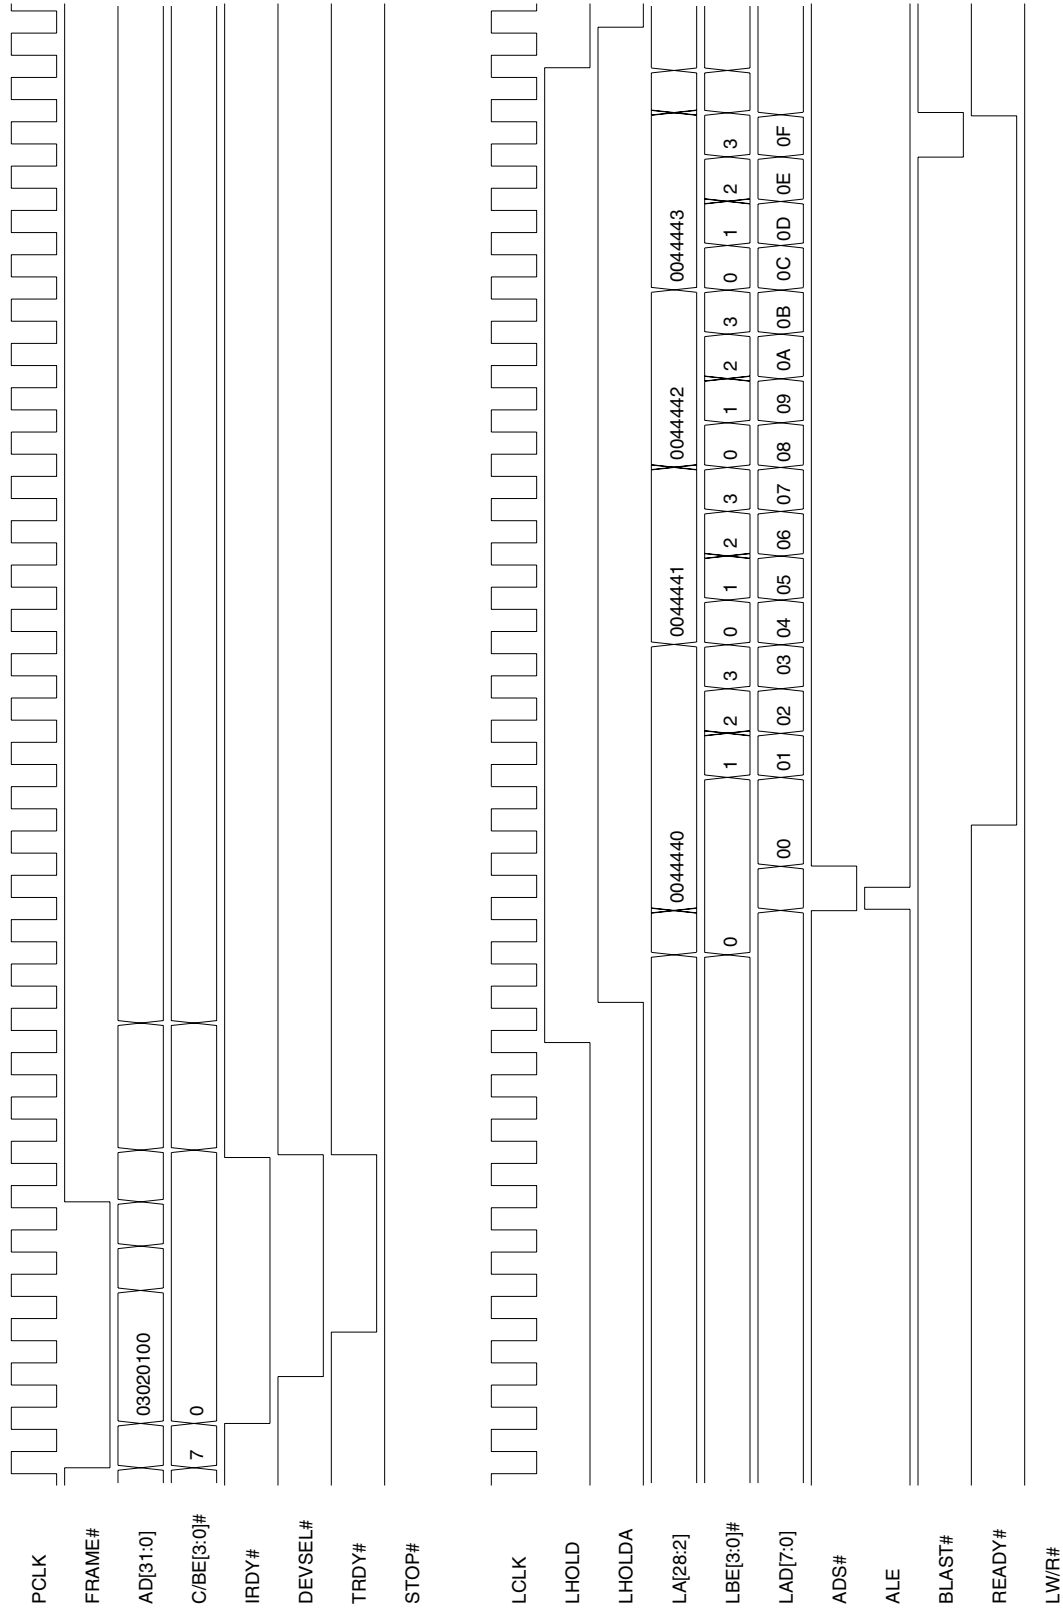 PCLK
FRAME#
AD[31:0]
03020100
C/BE[3:0]#
7 0
IRDY#
DEVSEL#
TRDY#
STOP#
LCLK
LHOLD
LHOLDA
LA[28:2]
0044440 0044441 0044442 0044443
LBE[3:0]#
0 1 2 3 0 1 2 3 0 1 2 3 0 1 2 3
LAD[7:0]
00 01 02 03 04 05 06 07 08 09 0A 0B 0C 0D 0E 0F
ADS#
ALE
BLAST#
READY#
LW/R#